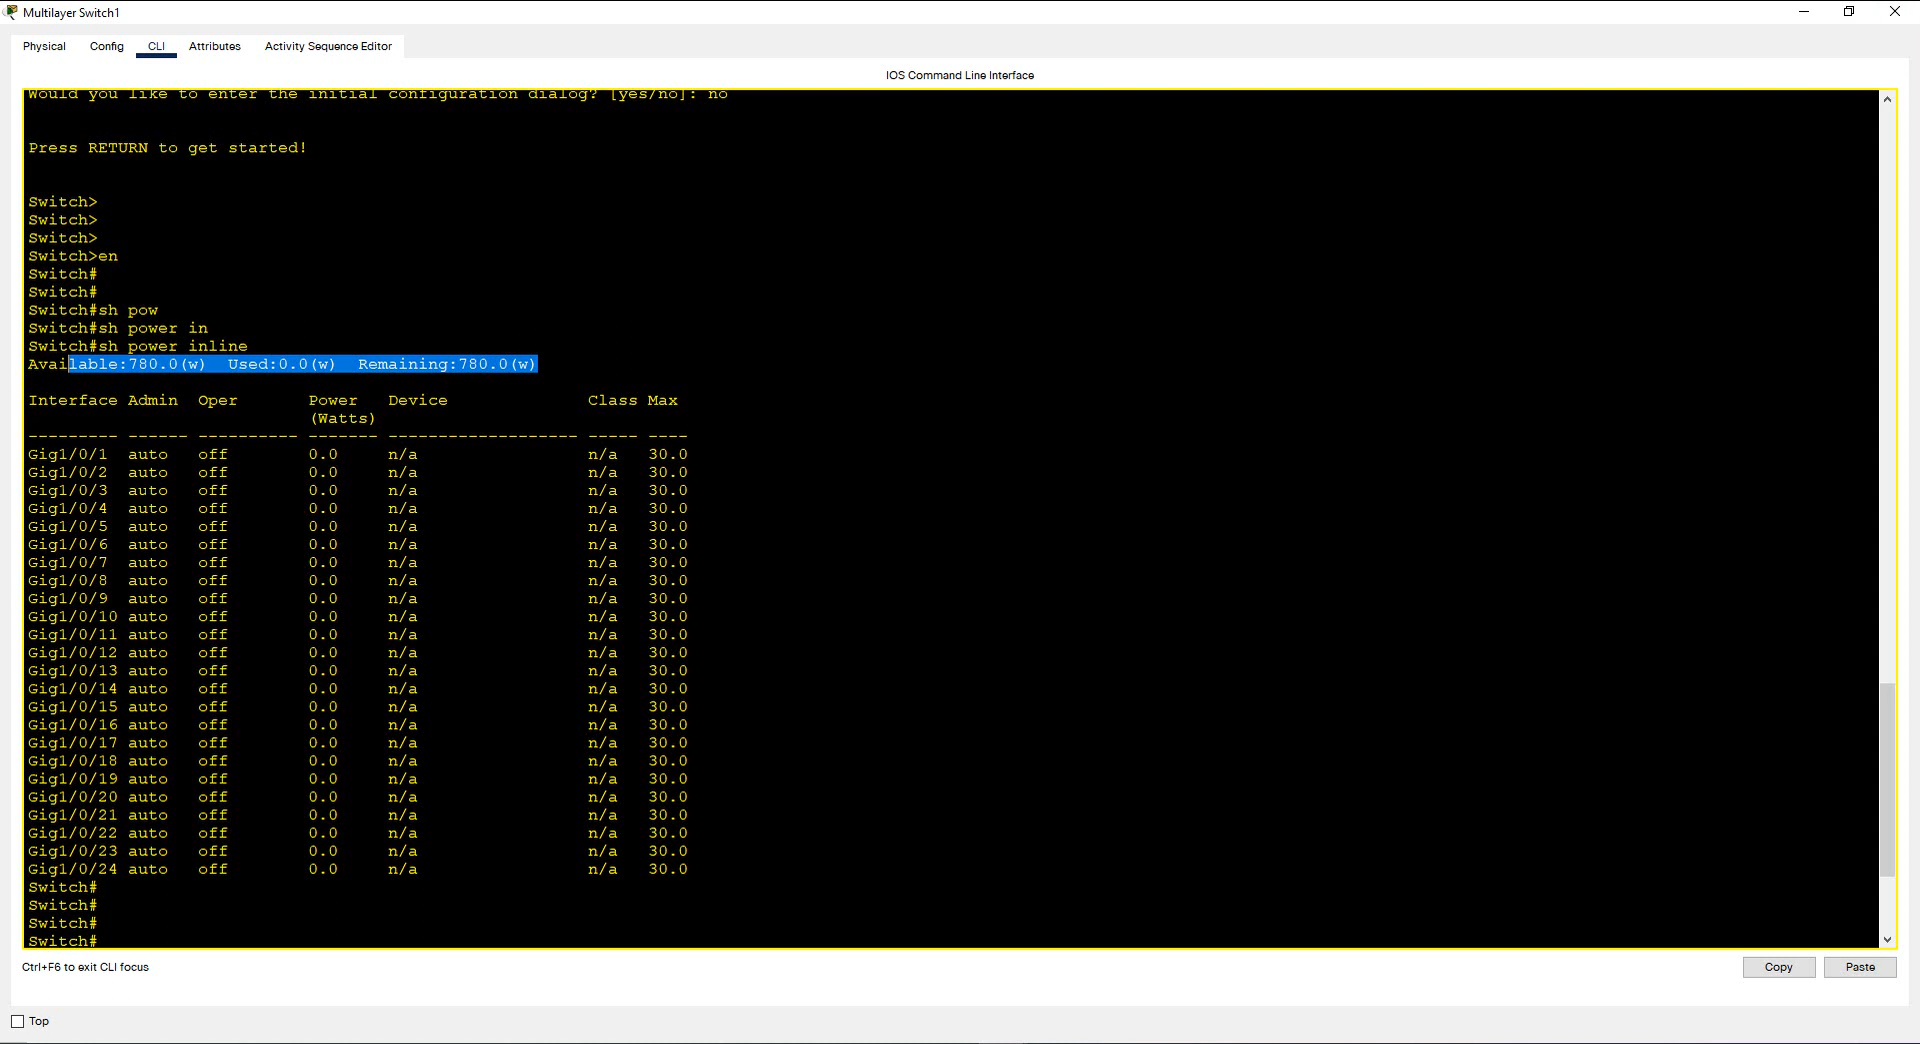 Multilayer Switch1
Physical Config CLI Attributes Activity Sequence Editor
IOS Command Line Interface
Would you like to enter the initial configuration dialog? [yes/no]: no
Press RETURN to get started!
Switch>
Switch>
Switch>
Switch>en
Switch#
Switch#
Switch#sh pow
Switch#sh power in
Switch#sh power inline
Available:780.0(w)  Used:0.0(w)  Remaining:780.0(w)
Interface Admin  Oper       Power   Device              Class Max
(Watts)
--------- ------ ---------- ------- ------------------- ----- ----
Gig1/0/1  auto   off        0.0     n/a                 n/a   30.0
Gig1/0/2  auto   off        0.0     n/a                 n/a   30.0
Gig1/0/3  auto   off        0.0     n/a                 n/a   30.0
Gig1/0/4  auto   off        0.0     n/a                 n/a   30.0
Gig1/0/5  auto   off        0.0     n/a                 n/a   30.0
Gig1/0/6  auto   off        0.0     n/a                 n/a   30.0
Gig1/0/7  auto   off        0.0     n/a                 n/a   30.0
Gig1/0/8  auto   off        0.0     n/a                 n/a   30.0
Gig1/0/9  auto   off        0.0     n/a                 n/a   30.0
Gig1/0/10 auto   off        0.0     n/a                 n/a   30.0
Gig1/0/11 auto   off        0.0     n/a                 n/a   30.0
Gig1/0/12 auto   off        0.0     n/a                 n/a   30.0
Gig1/0/13 auto   off        0.0     n/a                 n/a   30.0
Gig1/0/14 auto   off        0.0     n/a                 n/a   30.0
Gig1/0/15 auto   off        0.0     n/a                 n/a   30.0
Gig1/0/16 auto   off        0.0     n/a                 n/a   30.0
Gig1/0/17 auto   off        0.0     n/a                 n/a   30.0
Gig1/0/18 auto   off        0.0     n/a                 n/a   30.0
Gig1/0/19 auto   off        0.0     n/a                 n/a   30.0
Gig1/0/20 auto   off        0.0     n/a                 n/a   30.0
Gig1/0/21 auto   off        0.0     n/a                 n/a   30.0
Gig1/0/22 auto   off        0.0     n/a                 n/a   30.0
Gig1/0/23 auto   off        0.0     n/a                 n/a   30.0
Gig1/0/24 auto   off        0.0     n/a                 n/a   30.0
Switch#
Switch#
Switch#
Switch#
Ctrl+F6 to exit CLI focus
Copy Paste
Top